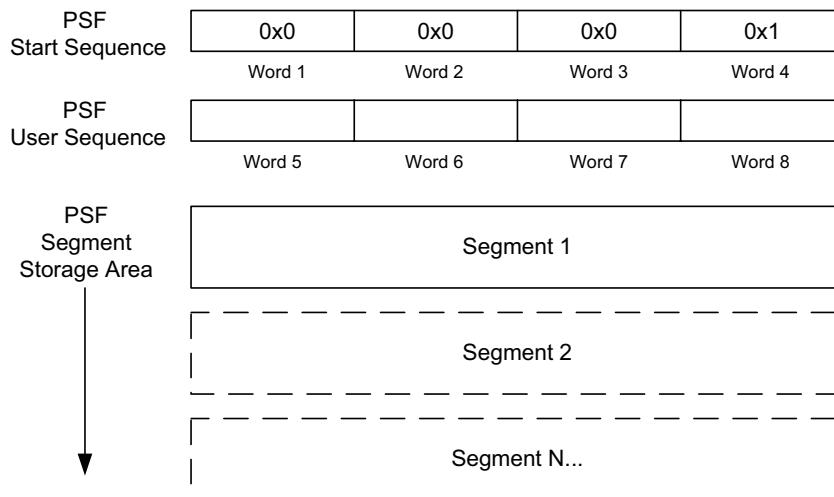 PSF
Start Sequence
0x0 0x0 0x0 0x1
Word 1 Word 2 Word 3 Word 4
PSF
User Sequence
Word 5 Word 6 Word 7 Word 8
PSF
Segment
Storage Area
Segment 1
Segment 2
Segment N...